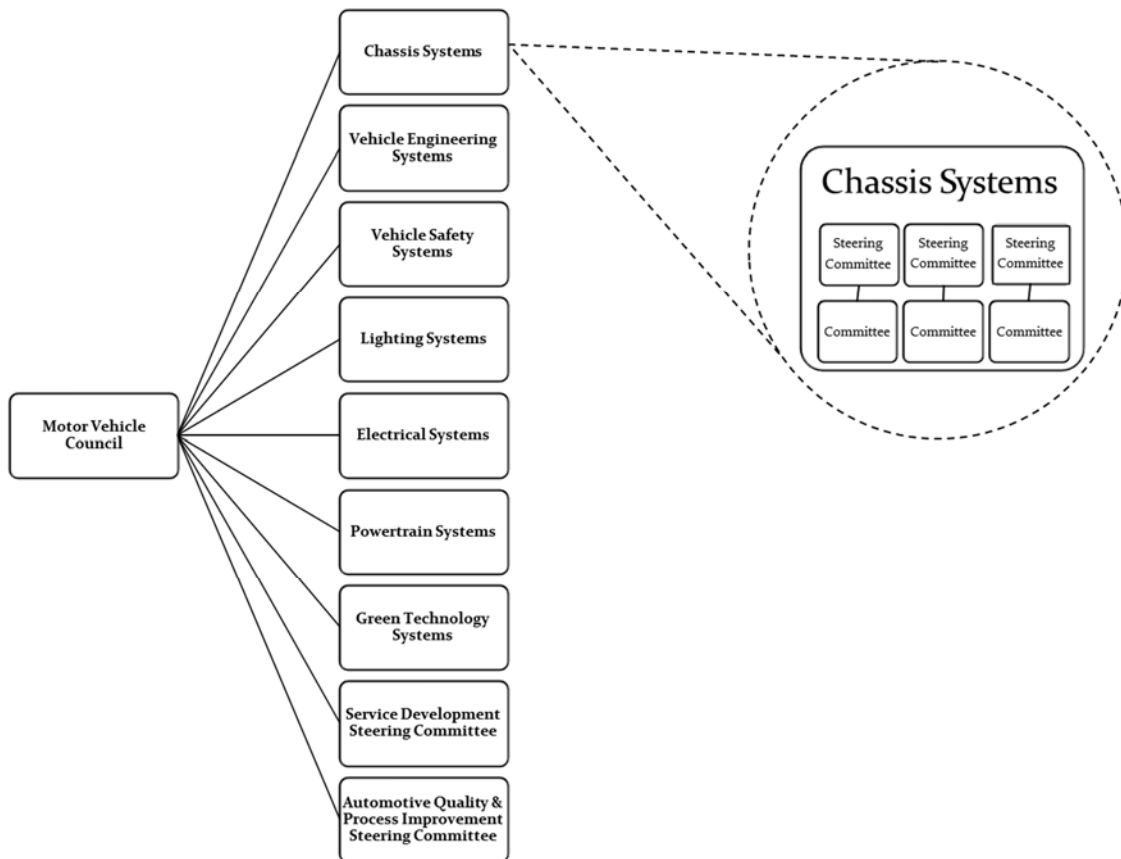 Chassis Systems
Vehicle Engineering
Systems
Vehicle Safety
Systems
Lighting Systems
Motor Vehicle
Council
Electrical Systems
Powertrain Systems
Green Technology
Systems
Service Development
Steering Committee
Automotive Quality &
Process Improvement
Steering Committee
Chassis Systems
Steering
Committee
Steering
Committee
Steering
Committee
Committee
Committee
Committee